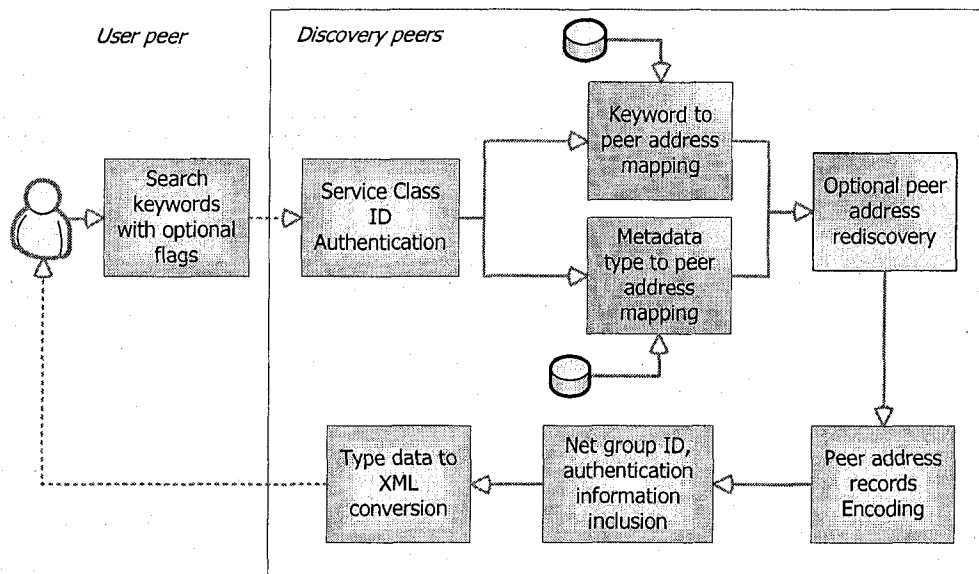 User peer
Discovery peers
Search
keywords
with optional
flags
Service Class
ID
Authentication
Keyword to
peer address
mapping
Metadata
type to peer
address
mapping
Optional peer
address
rediscovery
Peer address
records
Encoding
Net group ID,
authentication
information
inclusion
Type data to
XML
conversion